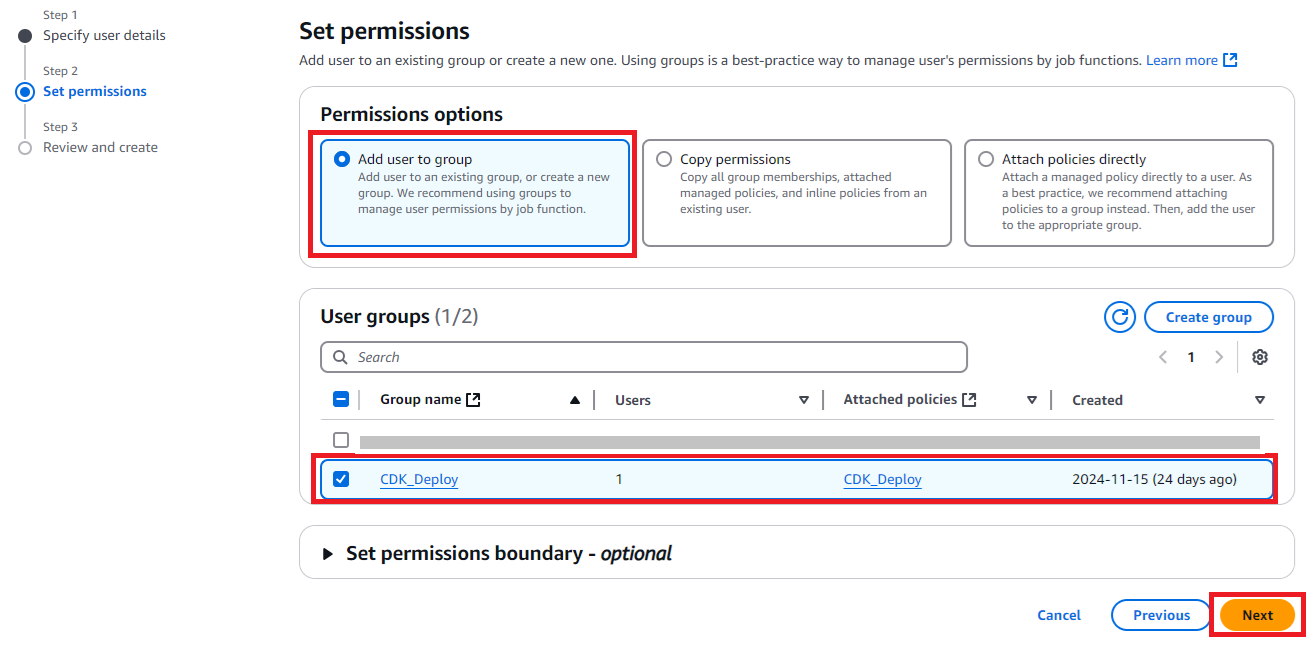 Step 1
Specify user details
Step 2
Set permissions
Step 3
Review and create
Set permissions
Add user to an existing group or create a new one. Using groups is a best-practice way to manage user's permissions by job functions. Learn more
Permissions options
Add user to group
Add user to an existing group, or create a new
group. We recommend using groups to
manage user permissions by job function.
Copy permissions
Copy all group memberships, attached
managed policies, and inline policies from an
existing user.
Attach policies directly
Attach a managed policy directly to a user. As
a best practice, we recommend attaching
policies to a group instead. Then, add the user
to the appropriate group.
User groups (1/2)
Create group
Search
1
Group name Users Attached policies Created
CDK_Deploy 1 CDK_Deploy 2024-11-15 (24 days ago)
Set permissions boundary - optional
Cancel Previous Next